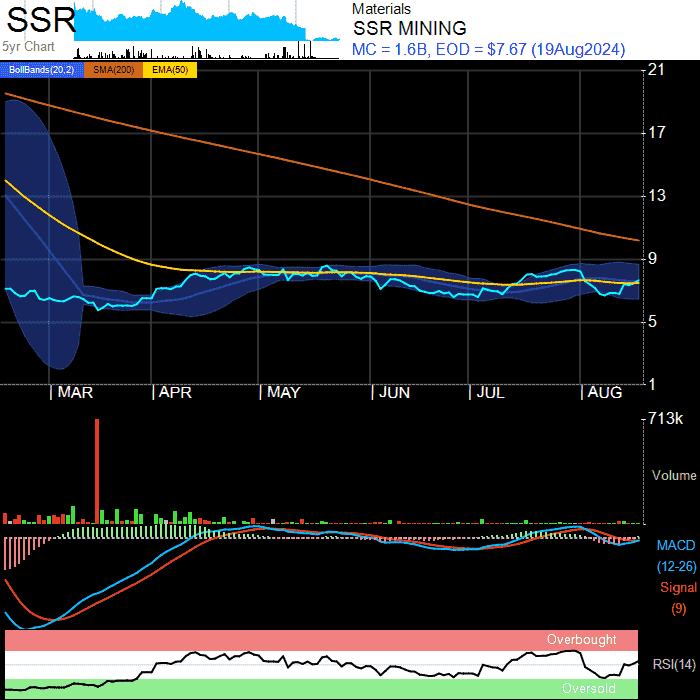 SSR
5yr Chart
Materials
SSR MINING
MC = 1.6B, EOD = $7.67 (19Aug2024)
BollBands(20,2) SMA(200) EMA(50)
21
17
13
9
5
1
MAR APR MAY JUN JUL AUG
713k
Volume
MACD
(12-26)
Signal
(9)
Overbought
RSI(14)
Oversold